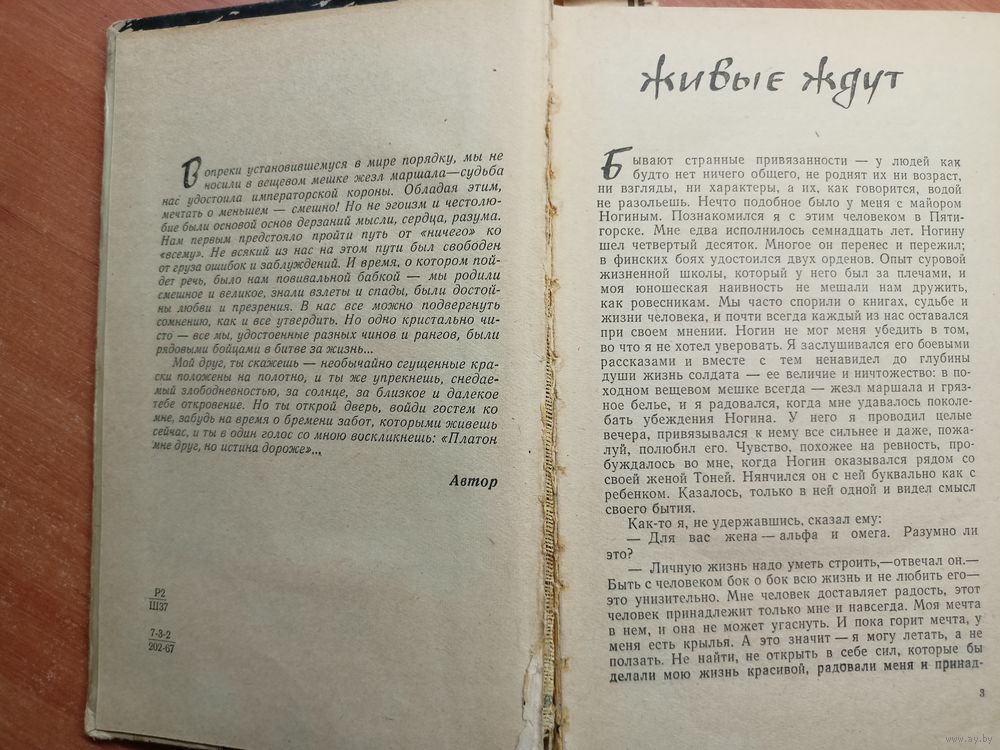 Вопреки установившемуся в мире порядку, мы не
носили в вещевом мешке жезл маршала—судьба
нас удостоила императорской короны. Обладая этим,
мечтать о меньшем — смешно! Но не эгоизм и честолю-
бие были основой основ дерзаний мысли, сердца, разума.
Нам первым предстояло пройти путь от «ничего» ко
«всему». Не всякий из нас на этом пути был свободен
от груза ошибок и заблуждений. И время, о котором пой-
дет речь, было нам повивальной бабкой — мы родили
смешное и великое, знали взлеты и спады, были достой-
ны любви и презрения. В нас все можно подвергнуть
сомнению, как и все утвердить. Но одно кристально чи-
сто — все мы, удостоенные разных чинов и рангов, были
рядовыми бойцами в битве за жизнь...
Мой друг, ты скажешь — необычайно сгущенные кра-
ски положены на полотно, и ты же упрекнешь, снедае-
мый злободневностью, за солнце, за близкое и далекое
тебе откровение. Но ты открой дверь, войди гостем ко
мне, забудь на время о бремени забот, которыми живешь
сейчас, и ты в один голос со мною воскликнешь: «Платон
мне друг, но истина дороже»...
Автор
Р2
Ш37
7-3-2
202-67
Живые ждут
Бывают странные привязанности — у людей как
будто нет ничего общего, не роднят их ни возраст,
ни взгляды, ни характеры, а их, как говорится, водой
не разольешь. Нечто подобное было у меня с майором
Ногиным. Познакомился я с этим человеком в Пяти-
горске. Мне едва исполнилось семнадцать лет. Ногину
шел четвертый десяток. Многое он перенес и пережил;
в финских боях удостоился двух орденов. Опыт суровой
жизненной школы, который у него был за плечами, и
моя юношеская наивность не мешали нам дружить,
как ровесникам. Мы часто спорили о книгах, судьбе и
жизни человека, и почти всегда каждый из нас оставался
при своем мнении. Ногин не мог меня убедить в том,
во что я не хотел уверовать. Я заслушивался его боевыми
рассказами и вместе с тем ненавидел до глубины
души жизнь солдата — ее величие и ничтожество: в по-
ходном вещевом мешке всегда — жезл маршала и гряз-
ное белье, и я радовался, когда мне удавалось поколе-
бать убеждения Ногина. У него я проводил целые
вечера, привязывался к нему все сильнее и даже, пожа-
луй, полюбил его. Чувство, похожее на ревность, про-
буждалось во мне, когда Ногин оказывался рядом со
своей женой Тоней. Нянчился он с ней буквально как с
ребенком. Казалось, только в ней одной и видел смысл
своего бытия.
Как-то я, не удержавшись, сказал ему:
— Для вас жена — альфа и омега. Разумно ли
это?
— Личную жизнь надо уметь строить,—отвечал он.—
Быть с человеком бок о бок всю жизнь и не любить его—
это унизительно. Мне человек доставляет радость, этот
человек принадлежит только мне и навсегда. Моя мечта
в нем, и она не может угаснуть. И пока горит мечта, у
меня есть крылья. А это значит — я могу летать, а не
ползать. Не найти, не открыть в себе сил, которые бы
делали мою жизнь красивой, радовали меня и принад-
3
www.ay.by